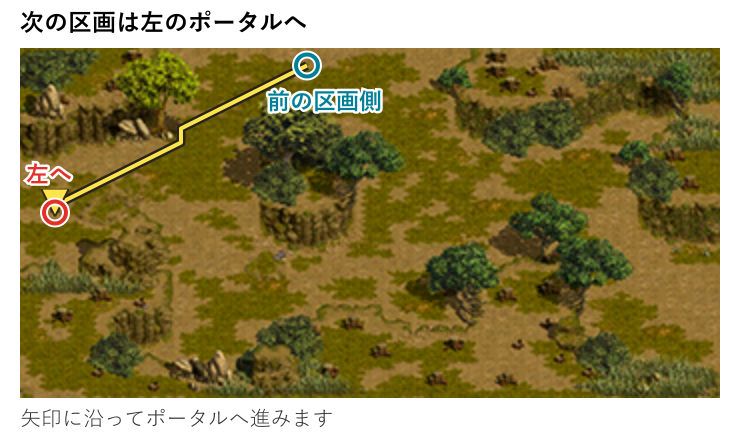 次の区画は左のポータルへ
前の区画側
左へ
矢印に沿ってポータルへ進みます